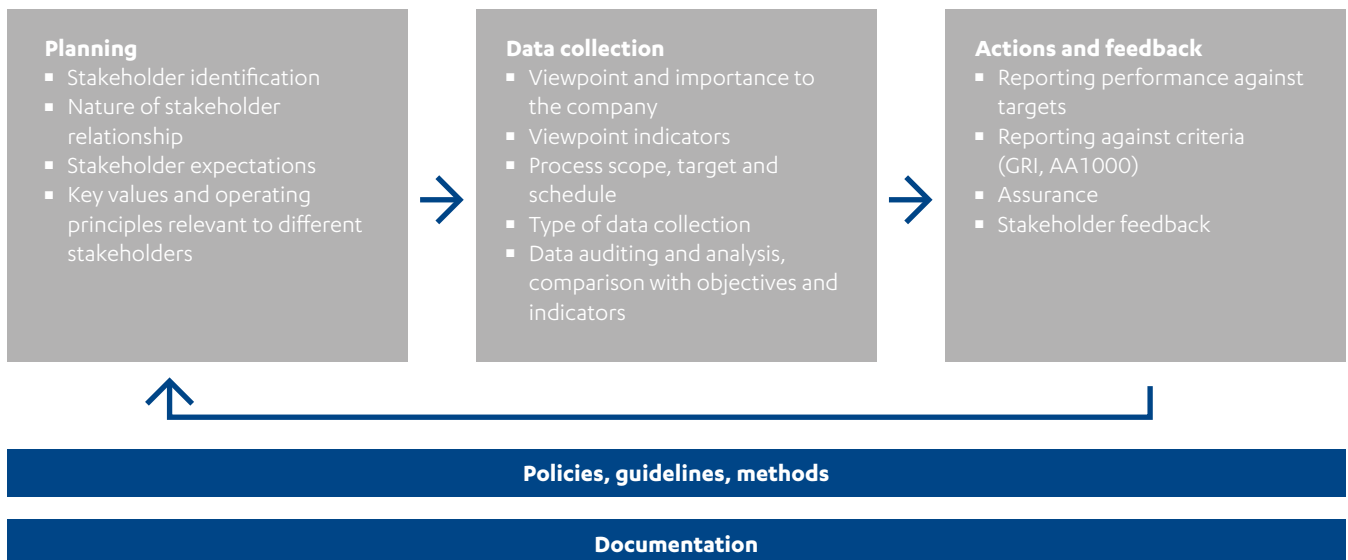 Planning
▪ Stakeholder identification
▪ Nature of stakeholder
relationship
▪ Stakeholder expectations
▪ Key values and operating
principles relevant to different
stakeholders
Data collection
▪ Viewpoint and importance to
the company
▪ Viewpoint indicators
▪ Process scope, target and
schedule
▪ Type of data collection
▪ Data auditing and analysis,
comparison with objectives and
indicators
Actions and feedback
▪ Reporting performance against
targets
▪ Reporting against criteria
(GRI, AA1000)
▪ Assurance
▪ Stakeholder feedback
Policies, guidelines, methods
Documentation